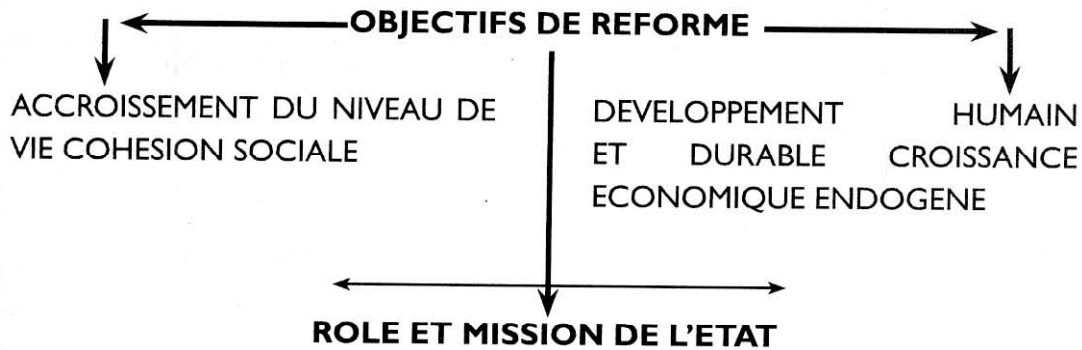 OBJECTIFS DE REFORME
ACCROISSEMENT DU NIVEAU DE
VIE COHESION SOCIALE
DEVELOPPEMENT HUMAIN
ET DURABLE CROISSANCE
ECONOMIQUE ENDOGENE
ROLE ET MISSION DE L'ETAT